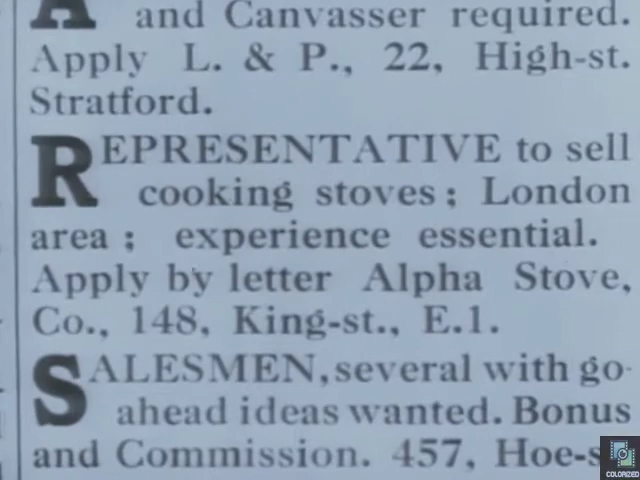 A and Canvasser required.
Apply L. & P., 22, High-st.
Stratford.
REPRESENTATIVE to sell
cooking stoves; London
area; experience essential.
Apply by letter Alpha Stove,
Co., 148, King-st., E.1.
SALESMEN, several with go-
ahead ideas wanted. Bonus
and Commission. 457, Hoe-s
COLORIZED